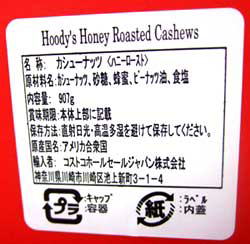 Hoody's Honey Roasted Cashews
名称：カシューナッツ〈ハニーロースト〉
原材料名：カシューナッツ、砂糖、蜂蜜、ピーナッツ油、食塩
内容量：907g
賞味期限：本体上部に記載
保存方法：直射日光・高温多湿を避けて保存してください。
原産国名：アメリカ合衆国
輸入者：コストコホールセールジャパン株式会社
神奈川県川崎市川崎区池上新町3－1－4
プラ ：キャップ ：容器
紙 ：ラベル ：内蓋